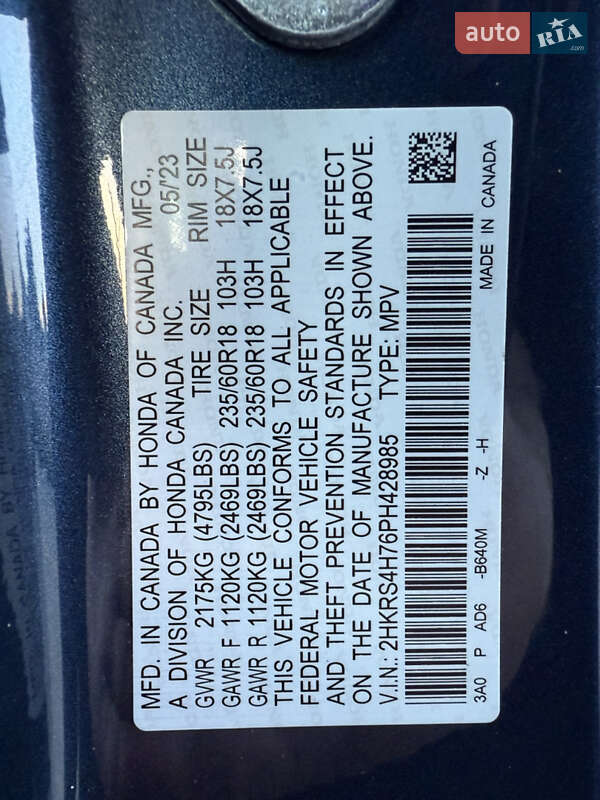 auto RIA .com
MFD. IN CANADA BY HONDA OF CANADA MFG.,
A DIVISION OF HONDA CANADA INC. 05/'23
GVWR 2175KG (4795LBS) TIRE SIZE RIM SIZE
GAWR F 1120KG (2469LBS) 235/60R18 103H 18X7.5J
GAWR R 1120KG (2469LBS) 235/60R18 103H 18X7.5J
THIS VEHICLE CONFORMS TO ALL APPLICABLE
FEDERAL MOTOR VEHICLE SAFETY
AND THEFT PREVENTION STANDARDS IN EFFECT
ON THE DATE OF MANUFACTURE SHOWN ABOVE.
V.I.N.: 2HKRS4H76PH428985 TYPE: MPV
3A0 P AD6 -B640M -Z -H MADE IN CANADA